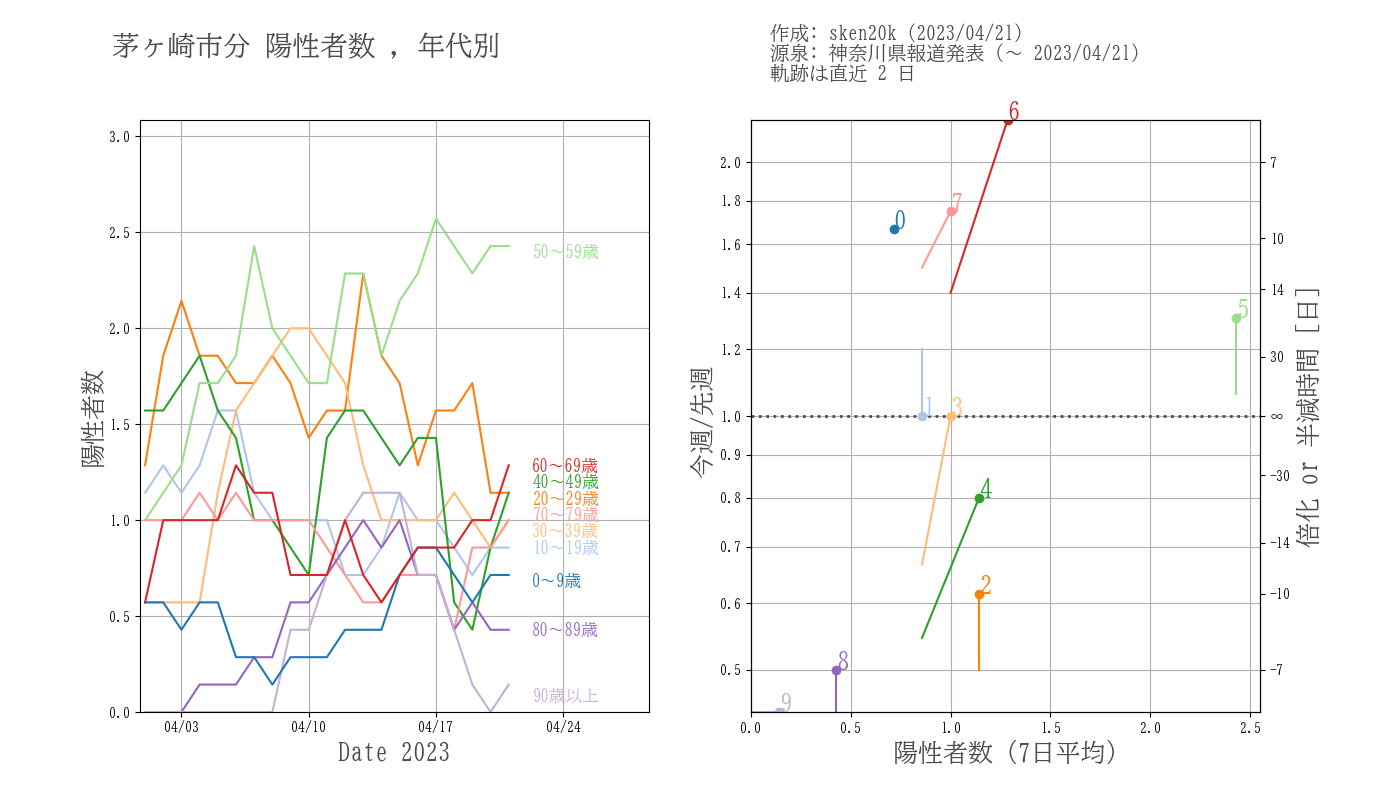 茅ヶ崎市分 陽性者数 , 年代別
作成: sken20k (2023/04/21)
源泉: 神奈川県報道発表 (～ 2023/04/21)
軌跡は直近 2 日
陽性者数
3.0
2.5
2.0
1.5
1.0
0.5
0.0
04/03
04/10
04/17
04/24
Date 2023
50～59歳
60～69歳
40～49歳
20～29歳
70～79歳
30～39歳
10～19歳
0～9歳
80～89歳
90歳以上
今週/先週
2.0
1.8
1.6
1.4
1.2
1.0
0.9
0.8
0.7
0.6
0.5
0.0
0.5
1.0
1.5
2.0
2.5
陽性者数 (7日平均)
6
7
0
5
1
3
4
2
8
9
7
10
14
30
∞
−30
−14
−10
−7
倍化 or 半減時間 [日]